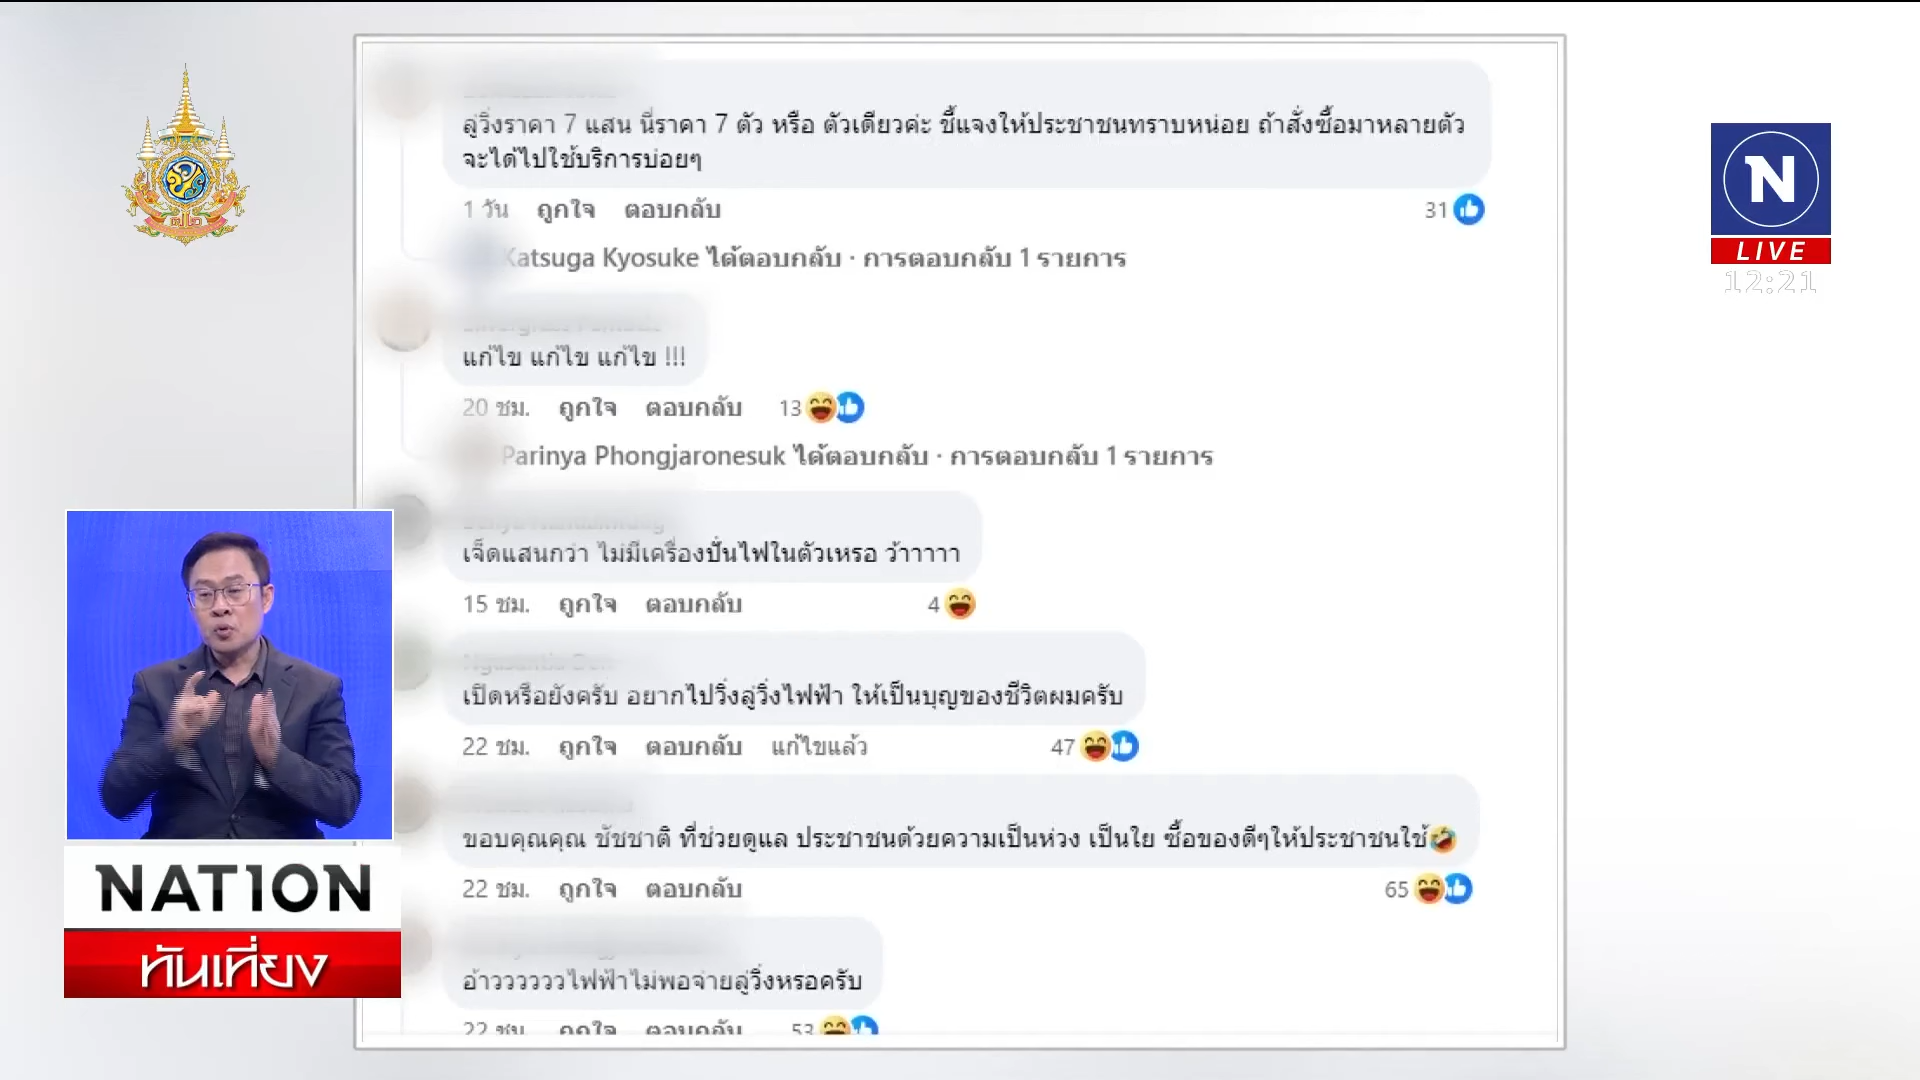 ลู่วิ่งราคา 7 แสน นี่ราคา 7 ตัว หรือ ตัวเดียวค่ะ ชี้แจงให้ประชาชนทราบหน่อย ถ้าสั่งซื้อมาหลายตัว
จะได้ไปใช้บริการบ่อยๆ
1 วัน ถูกใจ ตอบกลับ 31
Katsuga Kyosuke ได้ตอบกลับ · การตอบกลับ 1 รายการ
แก้ไข แก้ไข แก้ไข !!!
20 ชม. ถูกใจ ตอบกลับ 13
Parinya Phongjaronesuk ได้ตอบกลับ · การตอบกลับ 1 รายการ
เจ็ดแสนกว่า ไม่มีเครื่องปั่นไฟในตัวเหรอ ว้าาาาา
15 ชม. ถูกใจ ตอบกลับ 4
เปิดหรือยังครับ อยากไปวิ่งลู่วิ่งไฟฟ้า ให้เป็นบุญของชีวิตผมครับ
22 ชม. ถูกใจ ตอบกลับ แก้ไขแล้ว 47
ขอบคุณคุณ ชัชชาติ ที่ช่วยดูแล ประชาชนด้วยความเป็นห่วง เป็นใย ซื้อของดีๆให้ประชาชนใช้🤣
22 ชม. ถูกใจ ตอบกลับ 65
อ้าววววววไฟฟ้าไม่พอจ่ายลู่วิ่งหรอครับ
22 ชม. ถูกใจ ตอบกลับ 53
N
LIVE
12:21
NATION
ทันเที่ยง